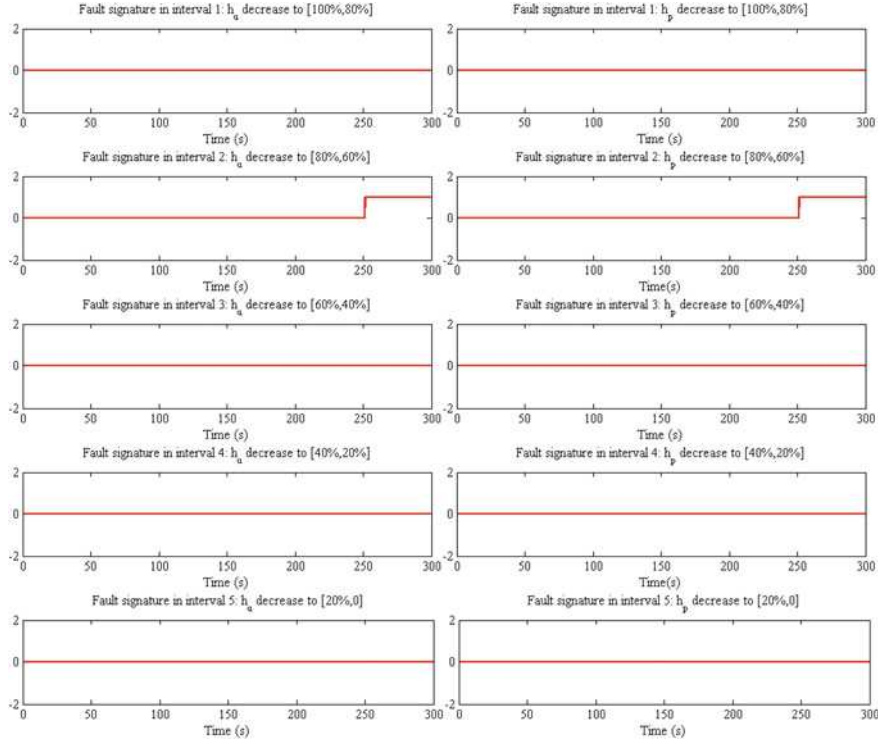 Fault signature in interval 1: hu decrease to [100%,80%]
2
0
-2
0 50 100 150 200 250 300
Time (s)
Fault signature in interval 1: hp decrease to [100%,80%]
2
0
-2
0 50 100 150 200 250 300
Time (s)
Fault signature in interval 2: hu decrease to [80%,60%]
2
0
-2
0 50 100 150 200 250 300
Time (s)
Fault signature in interval 2: hp decrease to [80%,60%]
2
0
-2
0 50 100 150 200 250 300
Time(s)
Fault signature in interval 3: hu decrease to [60%,40%]
2
0
-2
0 50 100 150 200 250 300
Time (s)
Fault signature in interval 3: hp decrease to [60%,40%]
2
0
-2
0 50 100 150 200 250 300
Time (s)
Fault signature in interval 4: hu decrease to [40%,20%]
2
0
-2
0 50 100 150 200 250 300
Time (s)
Fault signature in interval 4: hp decrease to [40%,20%]
2
0
-2
0 50 100 150 200 250 300
Time(s)
Fault signature in interval 5: hu decrease to [20%,0]
2
0
-2
0 50 100 150 200 250 300
Time (s)
Fault signature in interval 5: hp decrease to [20%,0]
2
0
-2
0 50 100 150 200 250 300
Time (s)